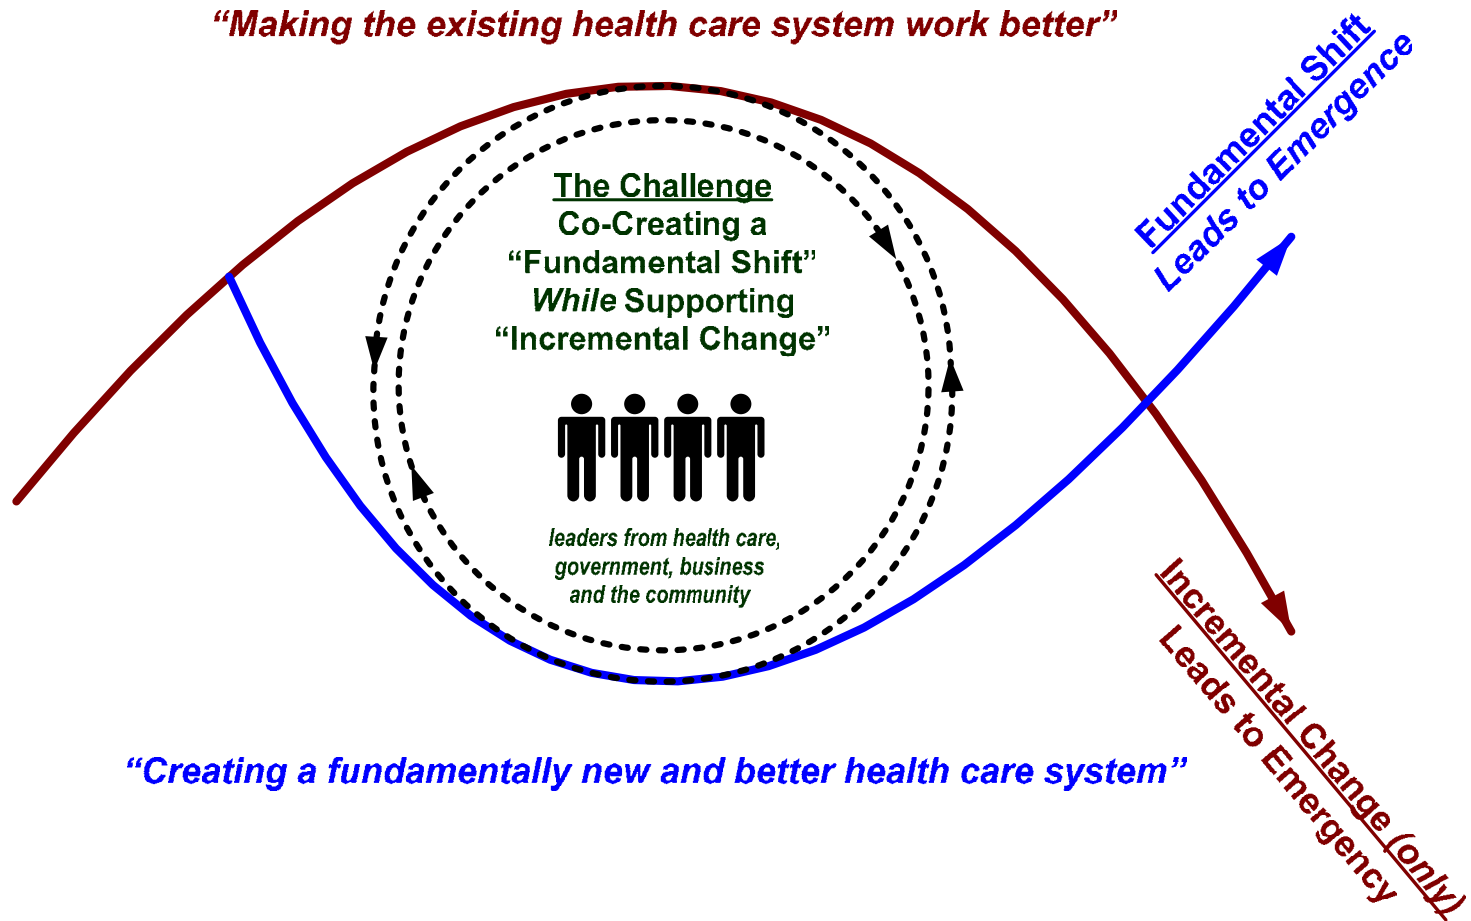 “Making the existing health care system work better”
Fundamental Shift
Leads to Emergence
The Challenge
Co-Creating a
“Fundamental Shift”
While Supporting
“Incremental Change”
leaders from health care,
government, business
and the community
Incremental Change (only)
Leads to Emergency
“Creating a fundamentally new and better health care system”